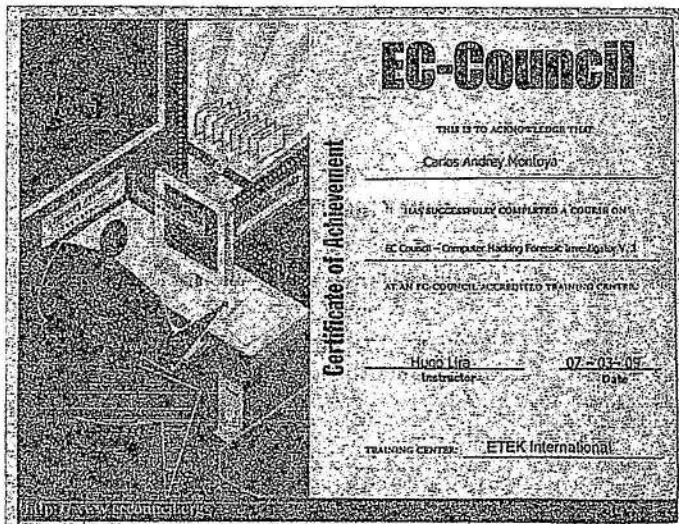 EC-Council
Certificate of Achievement
THIS IS TO ACKNOWLEDGE THAT
Carlos Andrey Montoya
HAS SUCCESSFULLY COMPLETED A COURSE ON
EC Council – Computer Hacking Forensic Investigator V. 3
AT AN EC-COUNCIL ACCREDITED TRAINING CENTER.
Hugo Lira
07 – 03 – 09
Instructor
Date
TRAINING CENTER: ETEK International